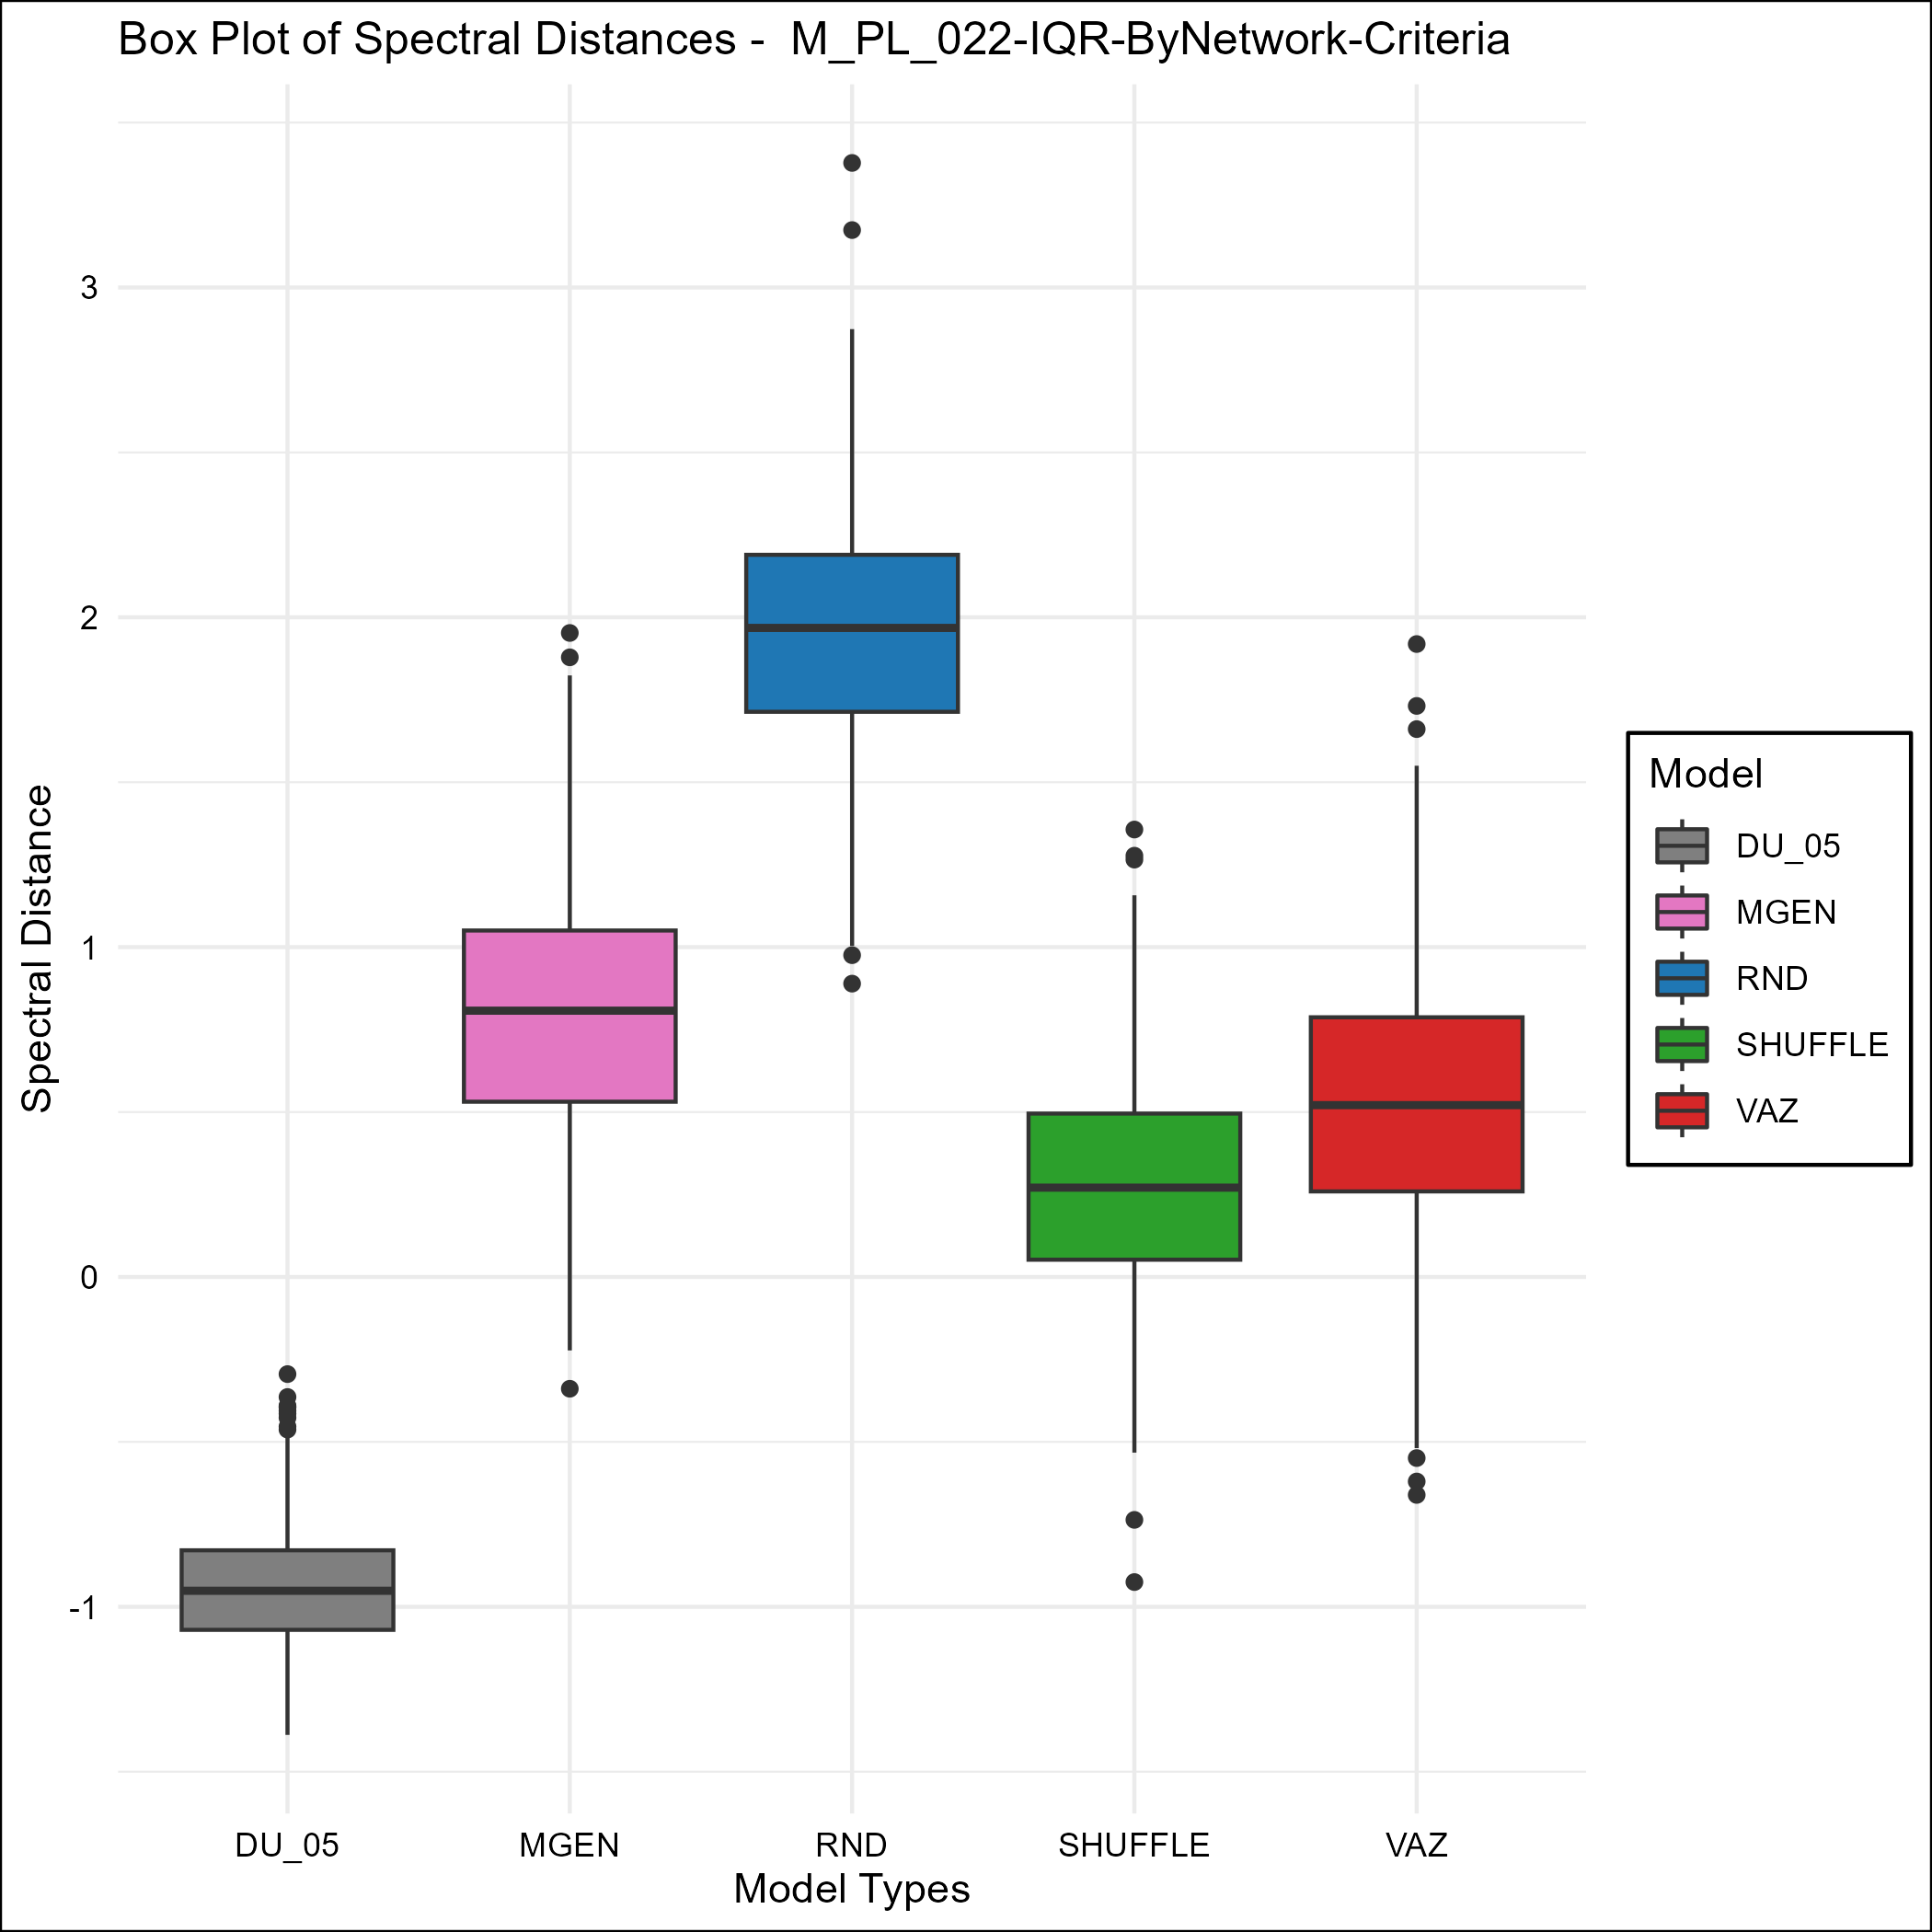 Box Plot of Spectral Distances -  M_PL_022-IQR-ByNetwork-Criteria
Spectral Distance
3
2
1
0
-1
DU_05
MGEN
RND
SHUFFLE
VAZ
Model Types
Model
DU_05
MGEN
RND
SHUFFLE
VAZ